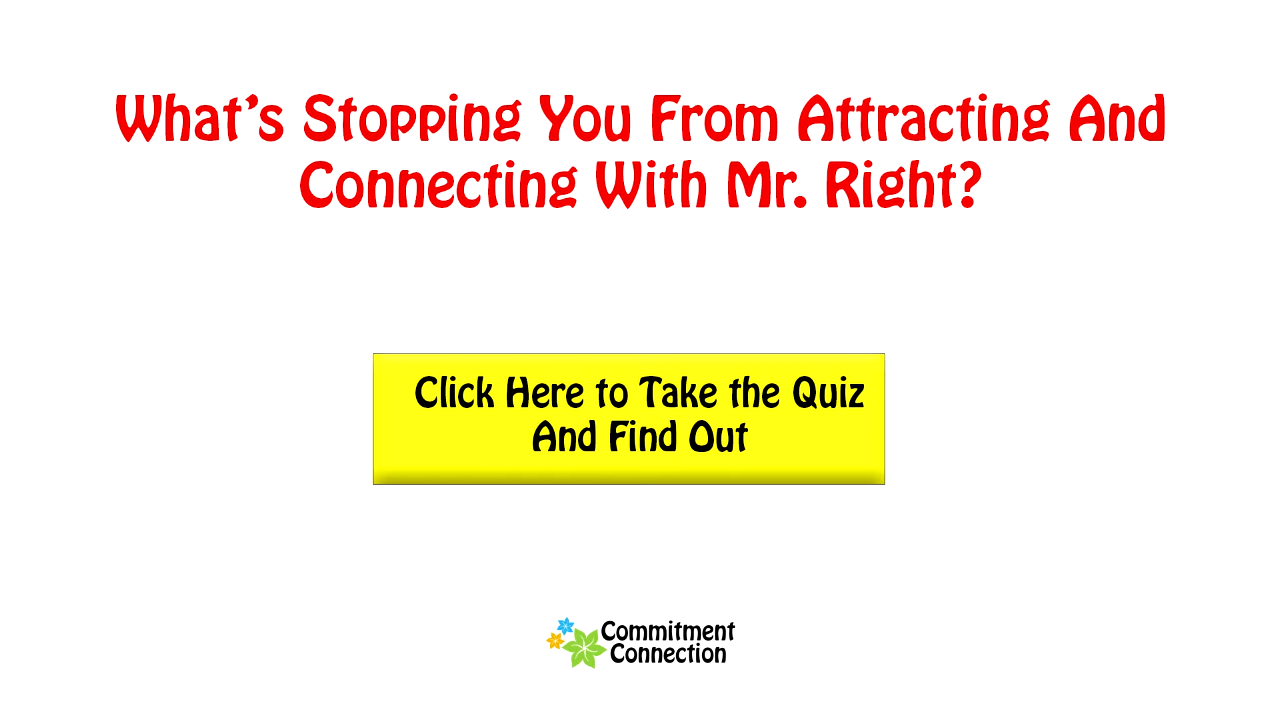 What's Stopping You From Attracting And
Connecting With Mr. Right?
Click Here to Take the Quiz
And Find Out
Commitment
Connection